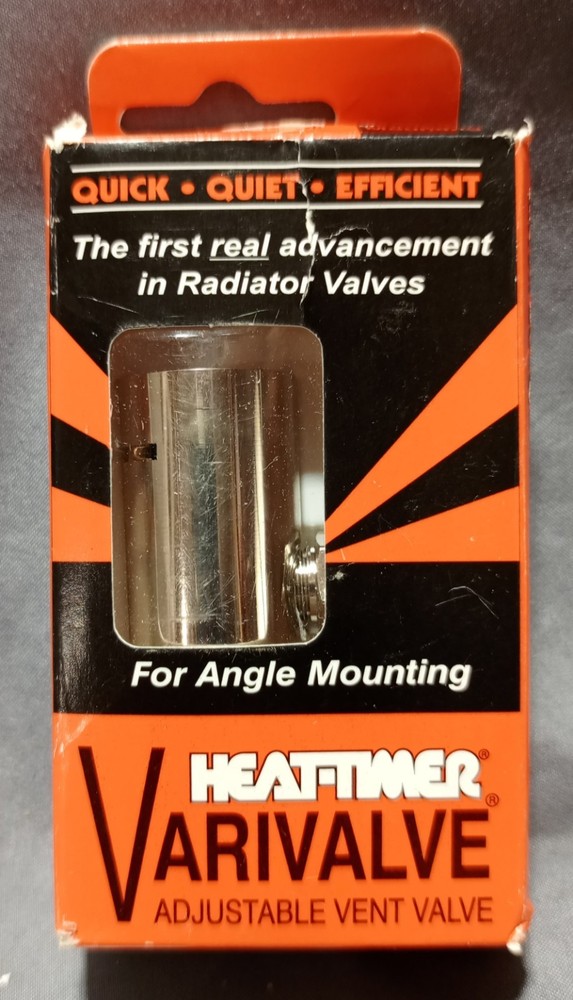 QUICK • QUIET • EFFICIENT
The first real advancement
in Radiator Valves
For Angle Mounting
HEAT-TIMER®
VARIVALVE®
ADJUSTABLE VENT VALVE